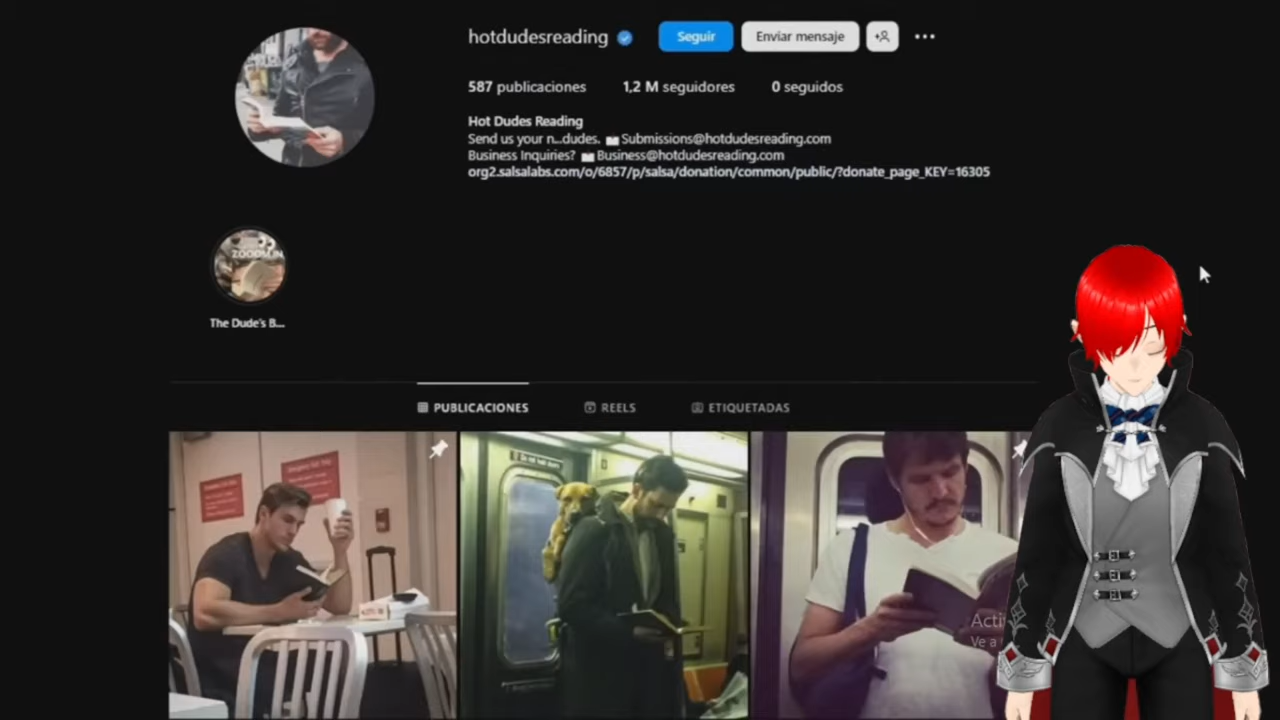 hotdudesreading
Seguir
Enviar mensaje
587 publicaciones
1,2 M seguidores
0 seguidos
Hot Dudes Reading
Send us your n...dudes. Submissions@hotdudesreading.com
Business Inquiries? Business@hotdudesreading.com
org2.salsalabs.com/o/6857/p/salsa/donation/common/public/?donate_page_KEY=16305
The Dude's B...
PUBLICACIONES
REELS
ETIQUETADAS
Acti
Ve a